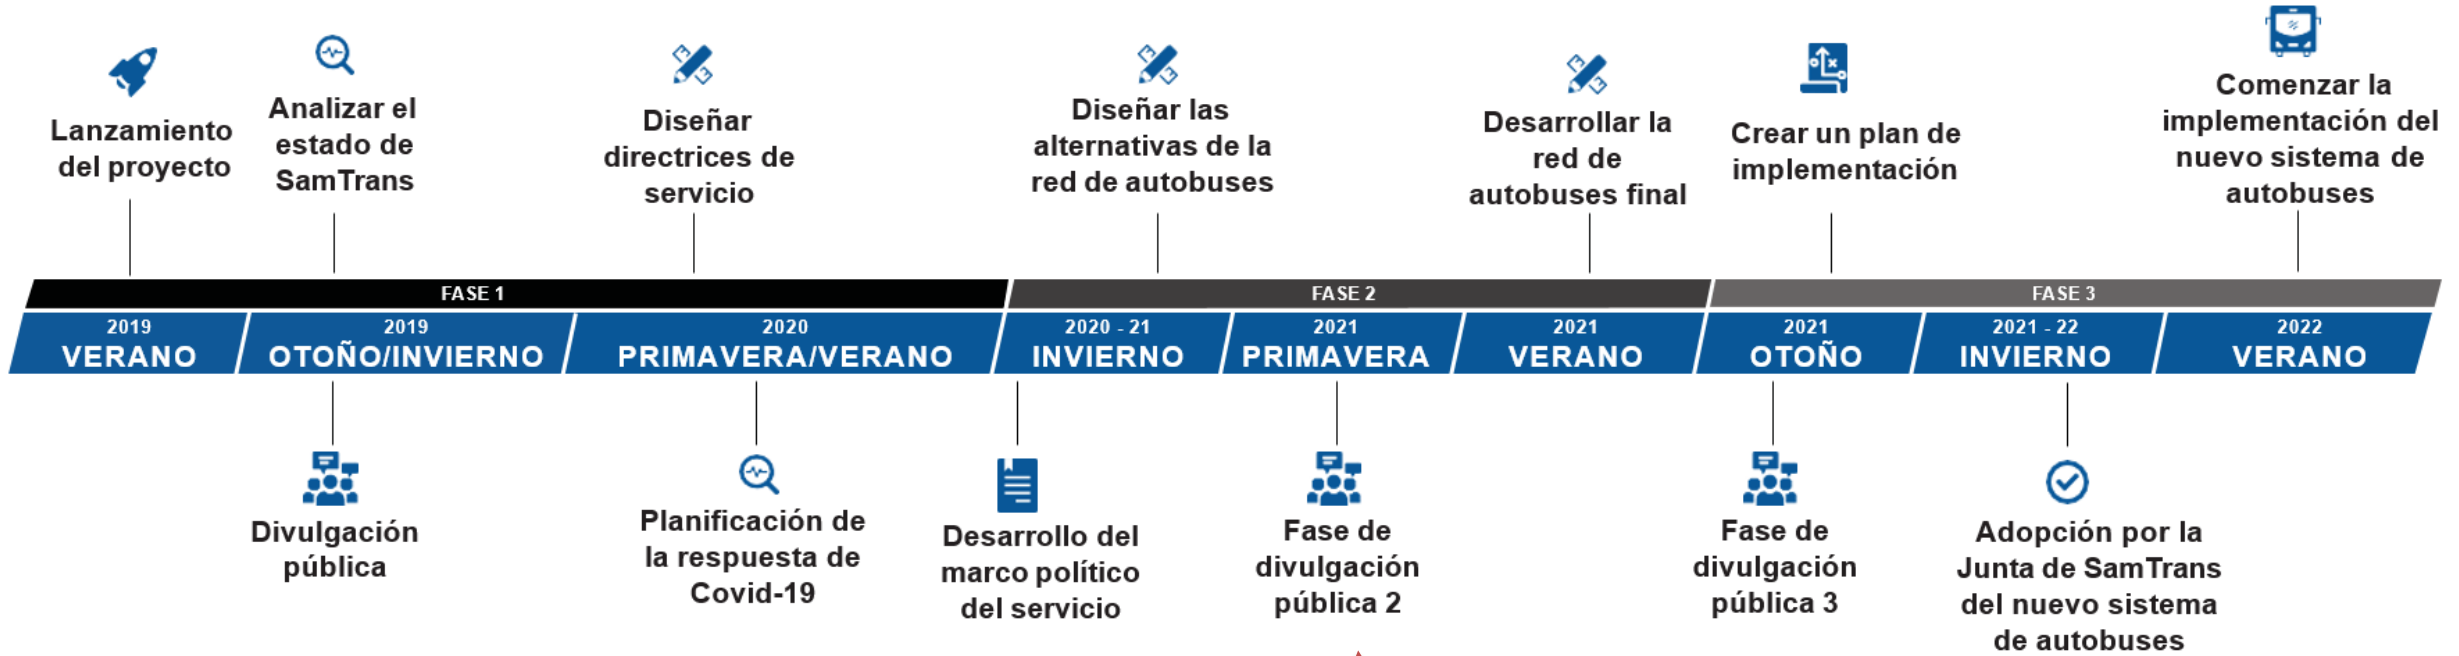 Lanzamiento
del proyecto
Analizar el
estado de
SamTrans
Diseñar
directrices de
servicio
Diseñar las
alternativas de la
red de autobuses
Desarrollar la
red de
autobuses final
Crear un plan de
implementación
Comenzar la
implementación del
nuevo sistema de
autobuses
FASE 1
FASE 2
FASE 3
2019
VERANO
2019
OTOÑO/INVIERNO
2020
PRIMAVERA/VERANO
2020 - 21
INVIERNO
2021
PRIMAVERA
2021
VERANO
2021
OTOÑO
2021 - 22
INVIERNO
2022
VERANO
Divulgación
pública
Planificación de
la respuesta de
Covid-19
Desarrollo del
marco político
del servicio
Fase de
divulgación
pública 2
Fase de
divulgación
pública 3
Adopción por la
Junta de SamTrans
del nuevo sistema
de autobuses